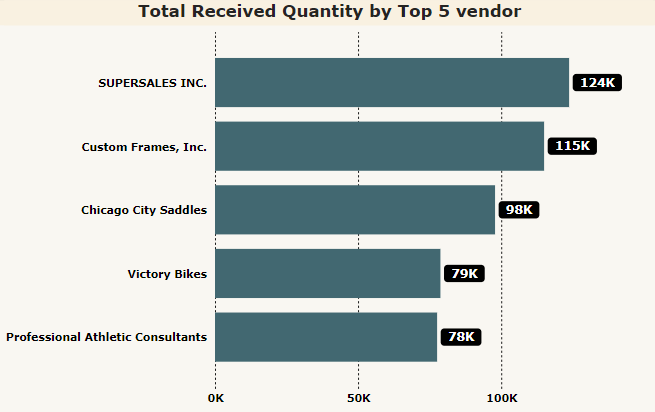 Total Received Quantity by Top 5 vendor
SUPERSALES INC.
124K
Custom Frames, Inc.
115K
Chicago City Saddles
98K
Victory Bikes
79K
Professional Athletic Consultants
78K
0K
50K
100K